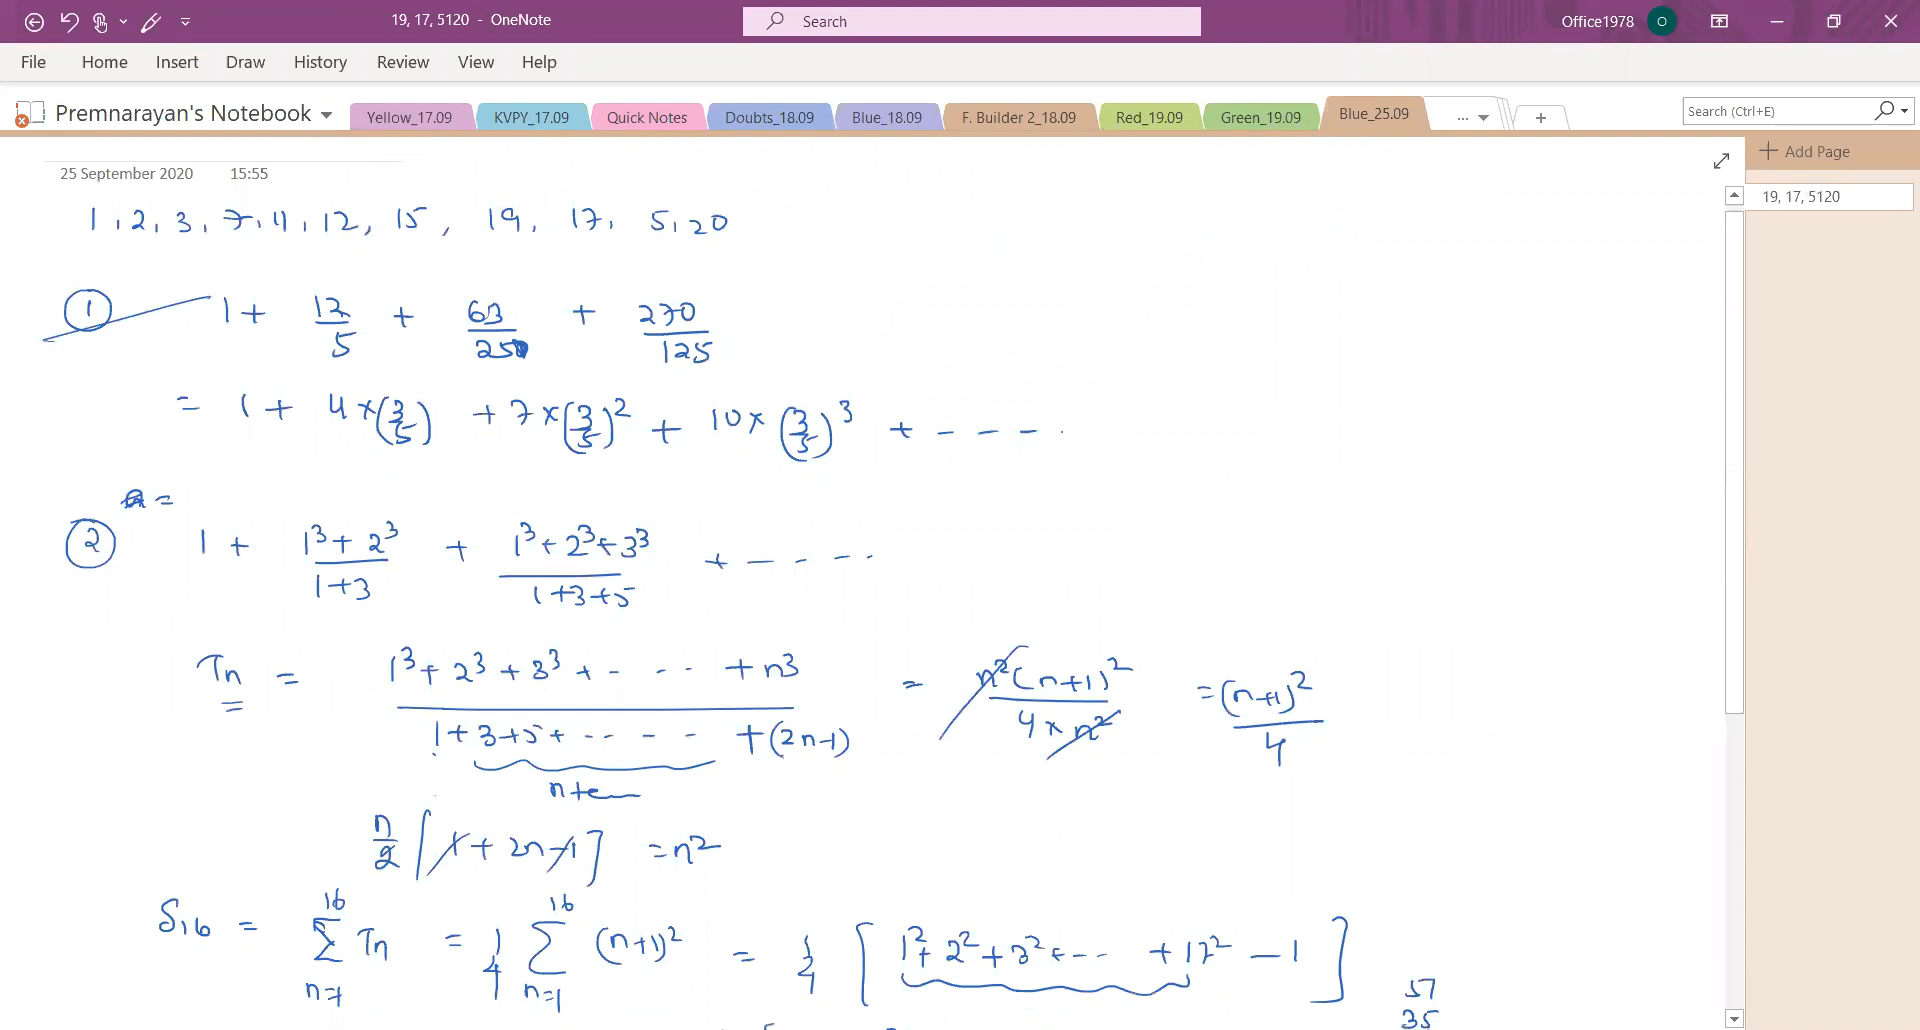 19, 17, 5120 - OneNote
Search
Office1978
O
File Home Insert Draw History Review View Help
Premnarayan's Notebook
Yellow_17.09
KVPY_17.09
Quick Notes
Doubts_18.09
Blue_18.09
F. Builder 2_18.09
Red_19.09
Green_19.09
Blue_25.09
...
Search (Ctrl+E)
Add Page
19, 17, 5120
25 September 2020 15:55
1, 2, 3, 7, 11, 12, 15, 19, 17, 5, 20
① 1 + 12/5 + 63/25 + 270/125
= 1 + 4×(3/5) + 7×(3/5)² + 10×(3/5)³ + - - - .
=
② 1 + (1³+2³)/(1+3) + (1³+2³+3³)/(1+3+5) + - - - -
Tn = (1³+2³+3³+ - - - +n³)/(1+3+5+ - - - - +(2n-1)) = n²(n+1)²/(4×n²) = (n+1)²/4
n/2 [1+2n-1] = n²
S16 = 16 Σ n=1 Tn = 1/4 16 Σ n=1 (n+1)² = 1/4 [1²+2²+3²+ - - +17² - 1]
35